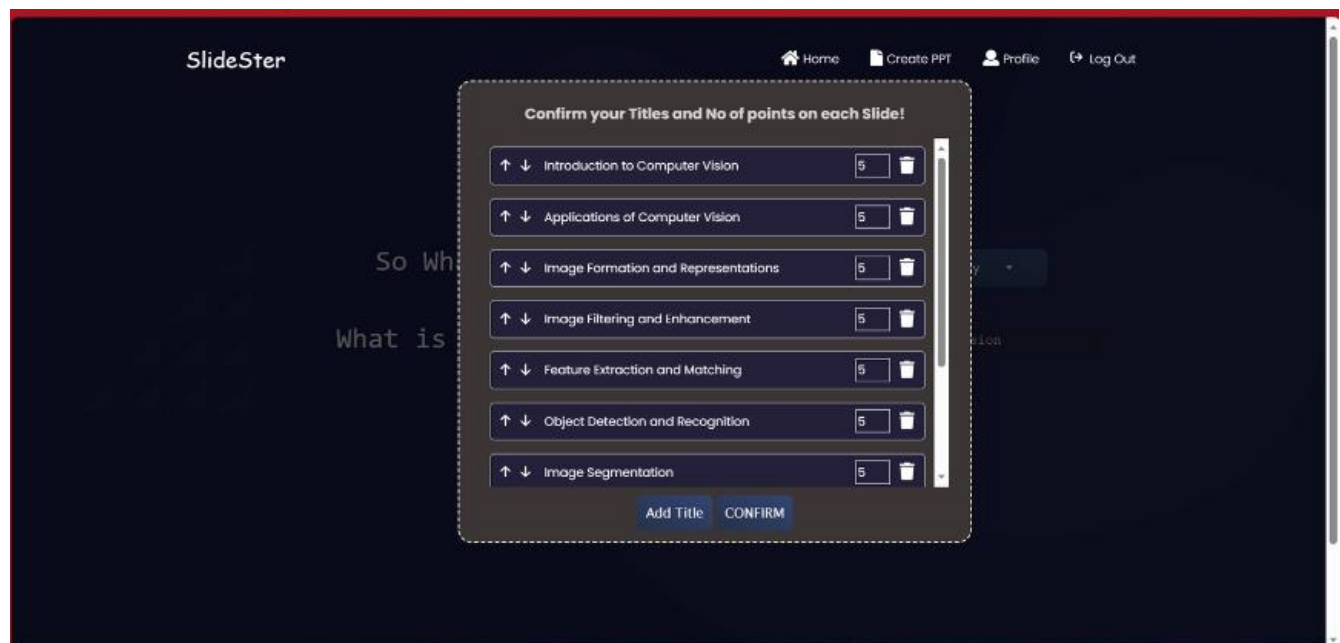 SlideSter
Home Create PPT Profile Log Out
Confirm your Titles and No of points on each Slide!
Introduction to Computer Vision 5
Applications of Computer Vision 5
So Wh
Image Formation and Representations 5
y
Image Filtering and Enhancement 5
What is
sion
Feature Extraction and Matching 5
Object Detection and Recognition 5
Image Segmentation 5
Add Title CONFIRM